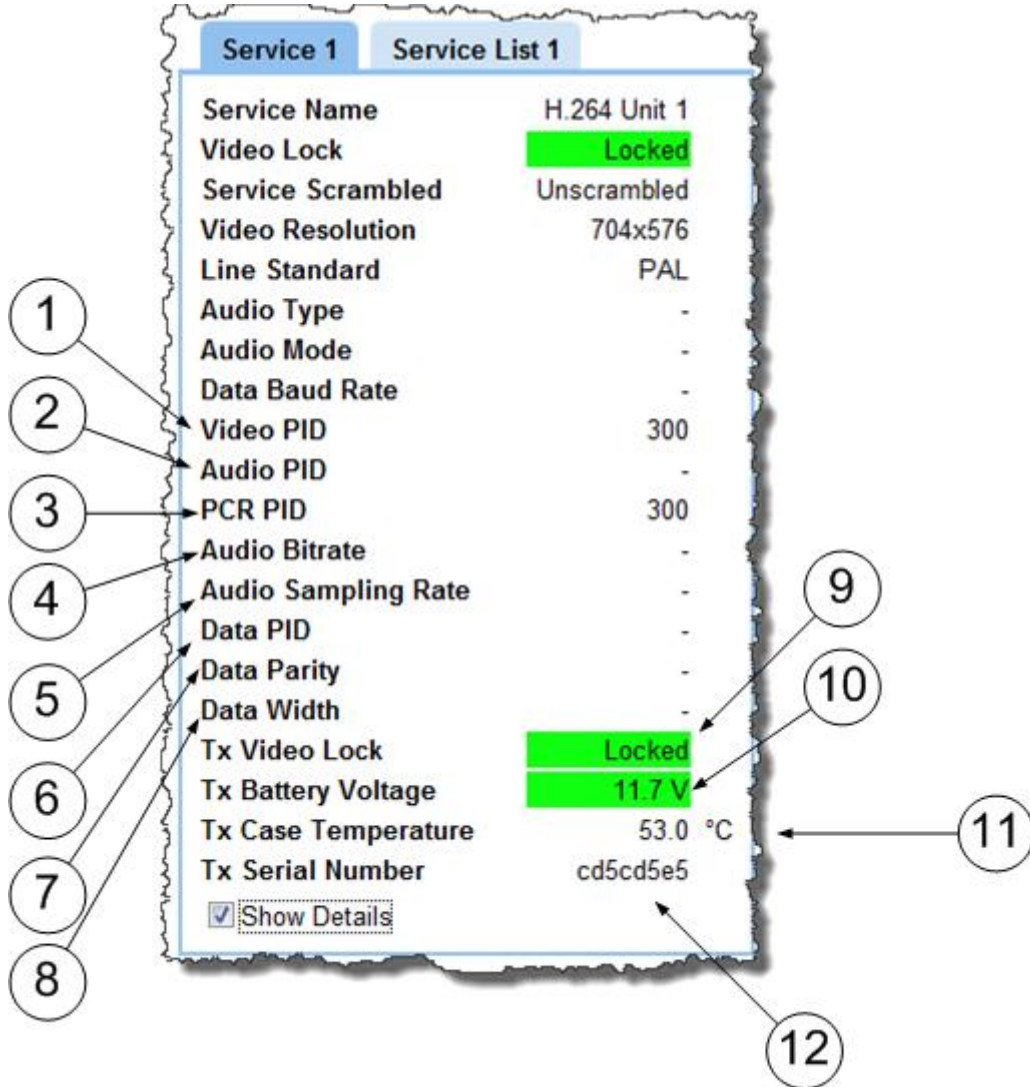 Service 1 Service List 1
Service Name H.264 Unit 1
Video Lock Locked
Service Scrambled Unscrambled
Video Resolution 704x576
Line Standard PAL
1 Audio Type -
Audio Mode -
Data Baud Rate -
2 Video PID 300
Audio PID -
3 PCR PID 300
Audio Bitrate -
4 Audio Sampling Rate - 9
Data PID -
5 Data Parity - 10
Data Width -
Tx Video Lock Locked
6 Tx Battery Voltage 11.7 V
Tx Case Temperature 53.0 °C 11
7 Tx Serial Number cd5cd5e5
Show Details
8
12